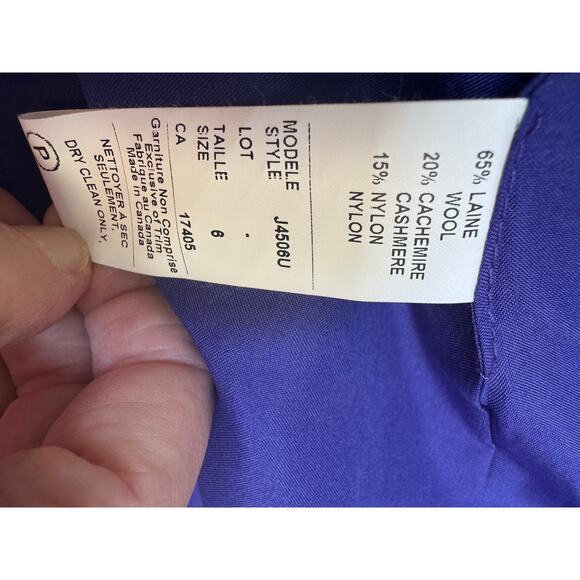 65% LAINE
WOOL
20% CACHEMIRE
CASHMERE
15% NYLON
NYLON
MODELE
STYLE: J4506U
LOT .
TAILLE
SIZE 6
CA 17405
Garniture Non Comprise
Exclusive of Trim
Fabrique au Canada
Made in Canada
P
NETTOYER À SEC
SEULEMENT.
DRY CLEAN ONLY.